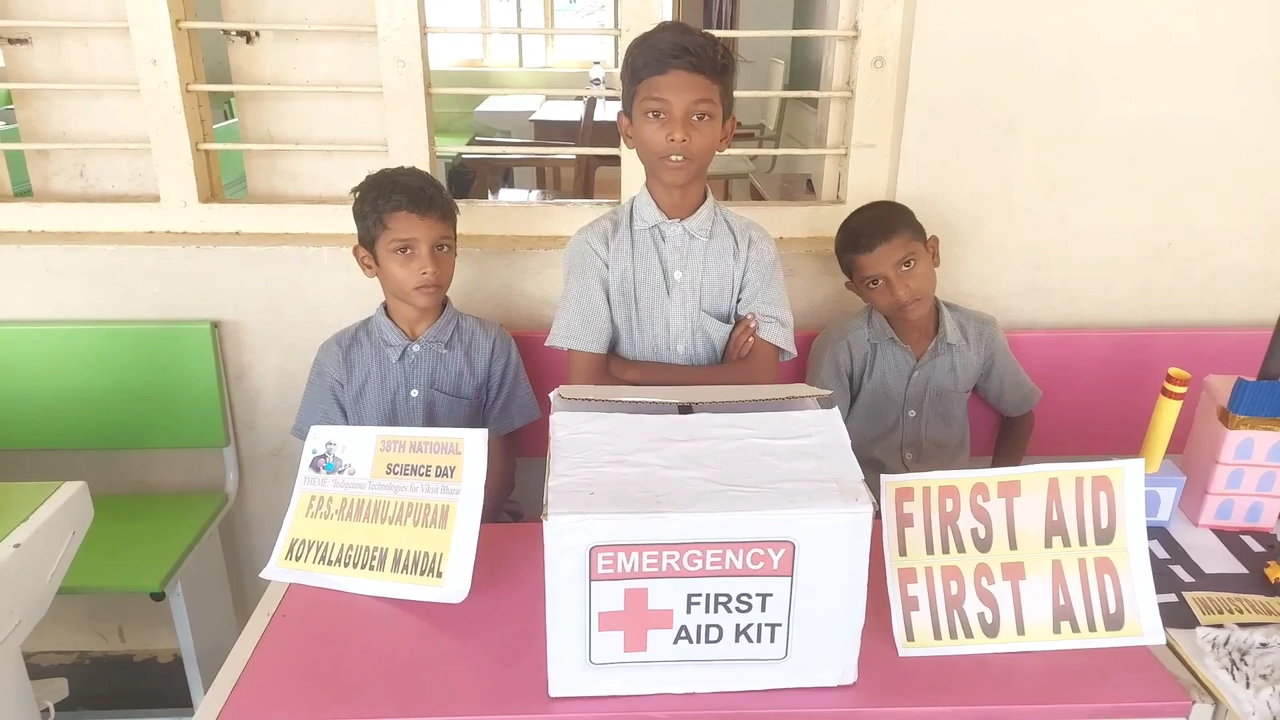 38TH NATIONAL
SCIENCE DAY
THEME: "Indigenous Technologies for Viksit Bharat
F.P.S.-RAMANUJAPURAM
KOYYALAGUDEM MANDAL
EMERGENCY
FIRST
AID KIT
FIRST AID
FIRST AID